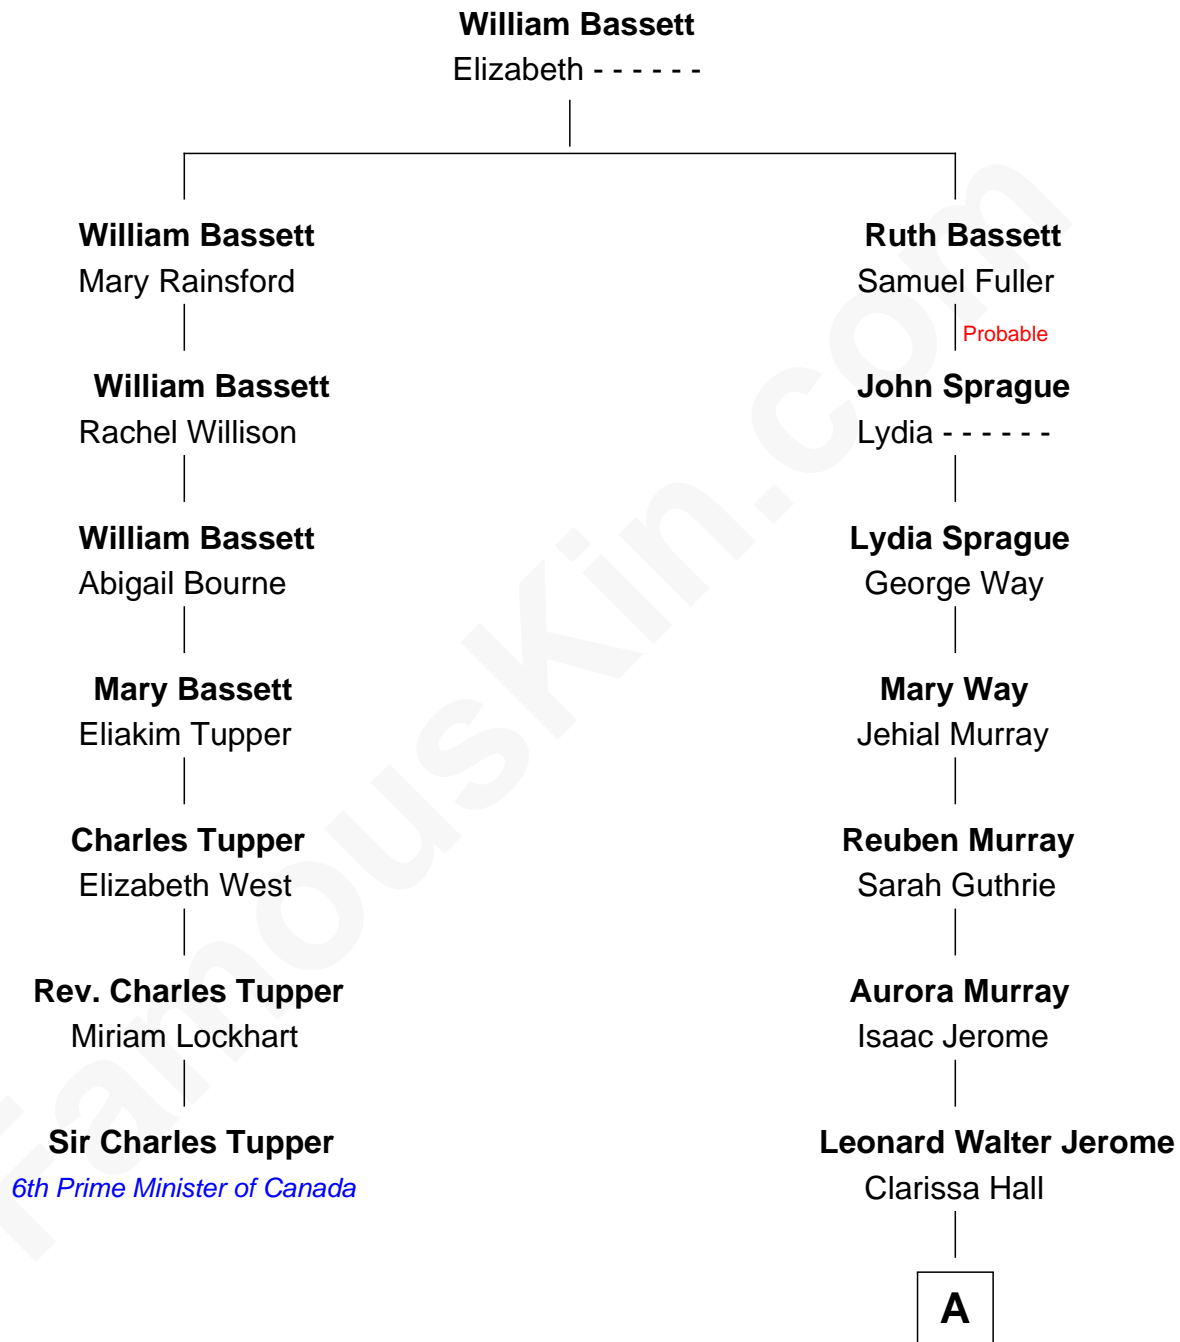 William Bassett
Elizabeth - - - - - -
William Bassett
Mary Rainsford
Ruth Bassett
Samuel Fuller
Probable
William Bassett
Rachel Willison
John Sprague
Lydia - - - - - -
William Bassett
Abigail Bourne
Lydia Sprague
George Way
Mary Bassett
Eliakim Tupper
Mary Way
Jehial Murray
Charles Tupper
Elizabeth West
Reuben Murray
Sarah Guthrie
Rev. Charles Tupper
Miriam Lockhart
Aurora Murray
Isaac Jerome
Sir Charles Tupper
6th Prime Minister of Canada
Leonard Walter Jerome
Clarissa Hall
A
FamousKin.com